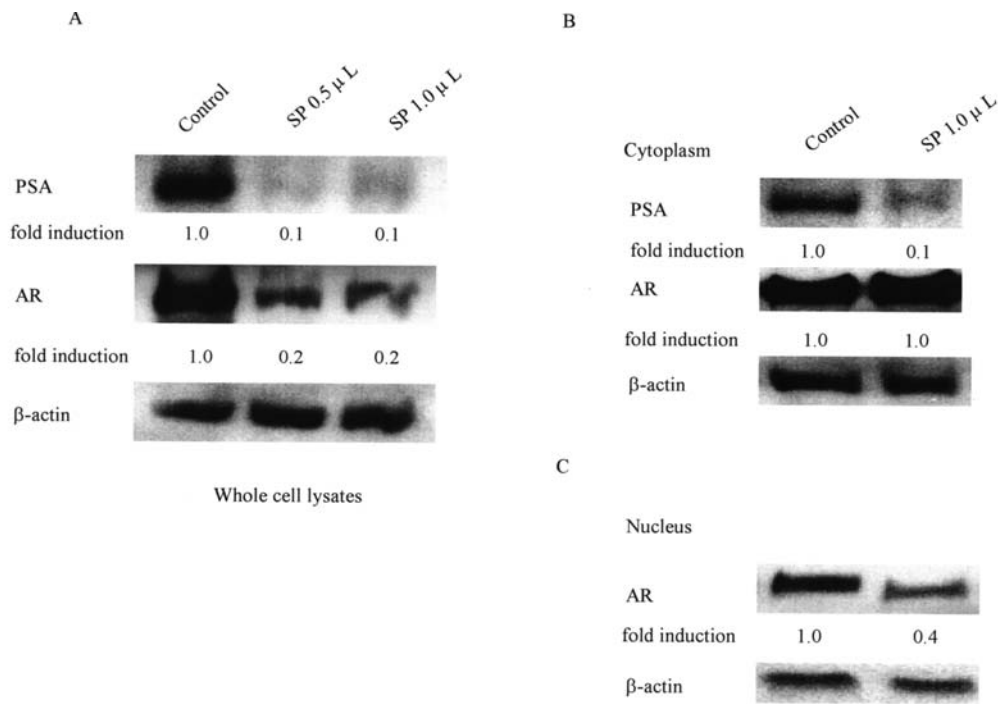 A
Control SP 0.5 μ L SP 1.0 μ L
PSA
fold induction 1.0 0.1 0.1
AR
fold induction 1.0 0.2 0.2
β-actin
Whole cell lysates
B
Control SP 1.0 μ L
Cytoplasm
PSA
fold induction 1.0 0.1
AR
fold induction 1.0 1.0
β-actin
C
Nucleus
AR
fold induction 1.0 0.4
β-actin